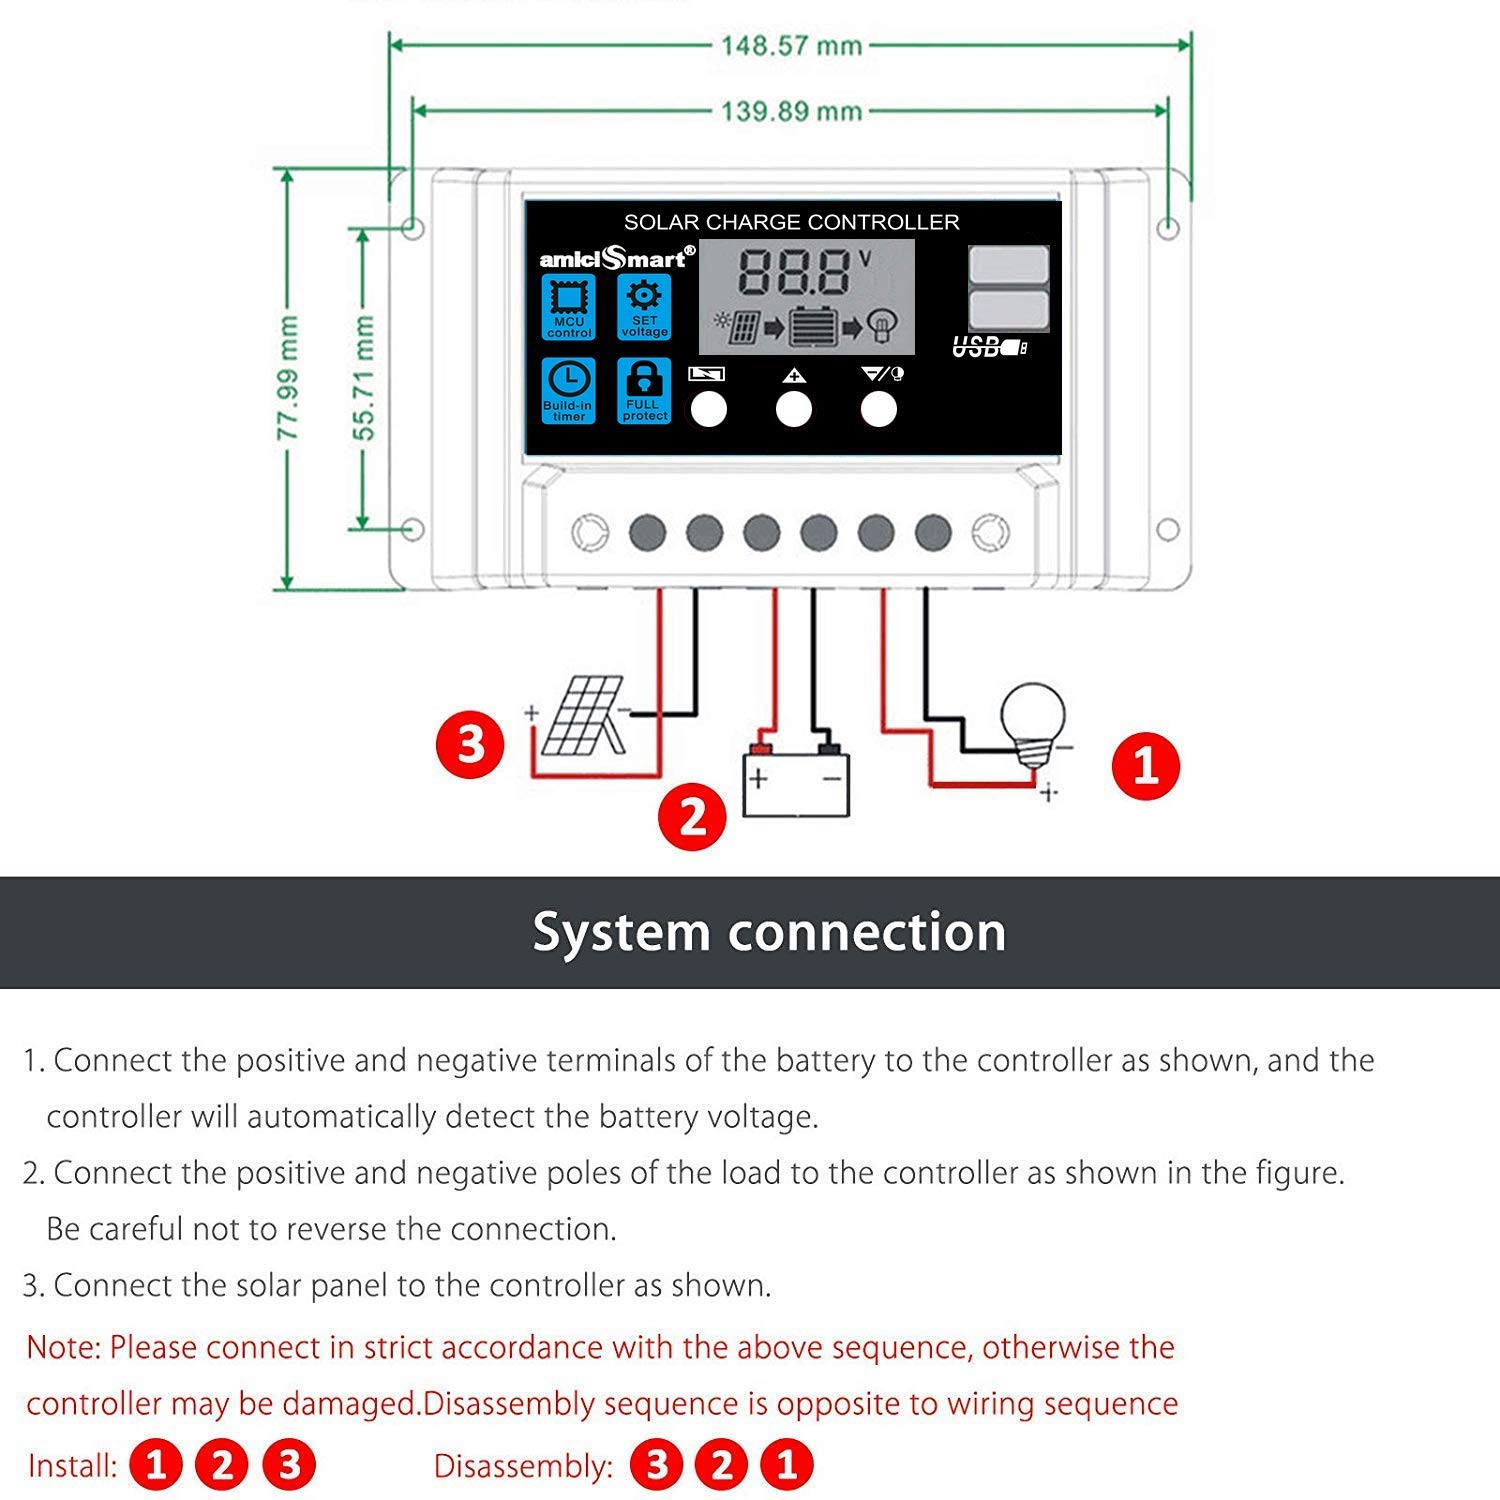 148.57 mm
139.89 mm
77.99 mm
55.71 mm
SOLAR CHARGE CONTROLLER
amiciSmart®
88.8 V
MCU
control
SET
voltage
Build-in
timer
FULL
protect
USB
+
−
3
+
−
2
−
+
1
System connection
1. Connect the positive and negative terminals of the battery to the controller as shown, and the
controller will automatically detect the battery voltage.
2. Connect the positive and negative poles of the load to the controller as shown in the figure.
Be careful not to reverse the connection.
3. Connect the solar panel to the controller as shown.
Note: Please connect in strict accordance with the above sequence, otherwise the
controller may be damaged.Disassembly sequence is opposite to wiring sequence
Install: 1 2 3 Disassembly: 3 2 1